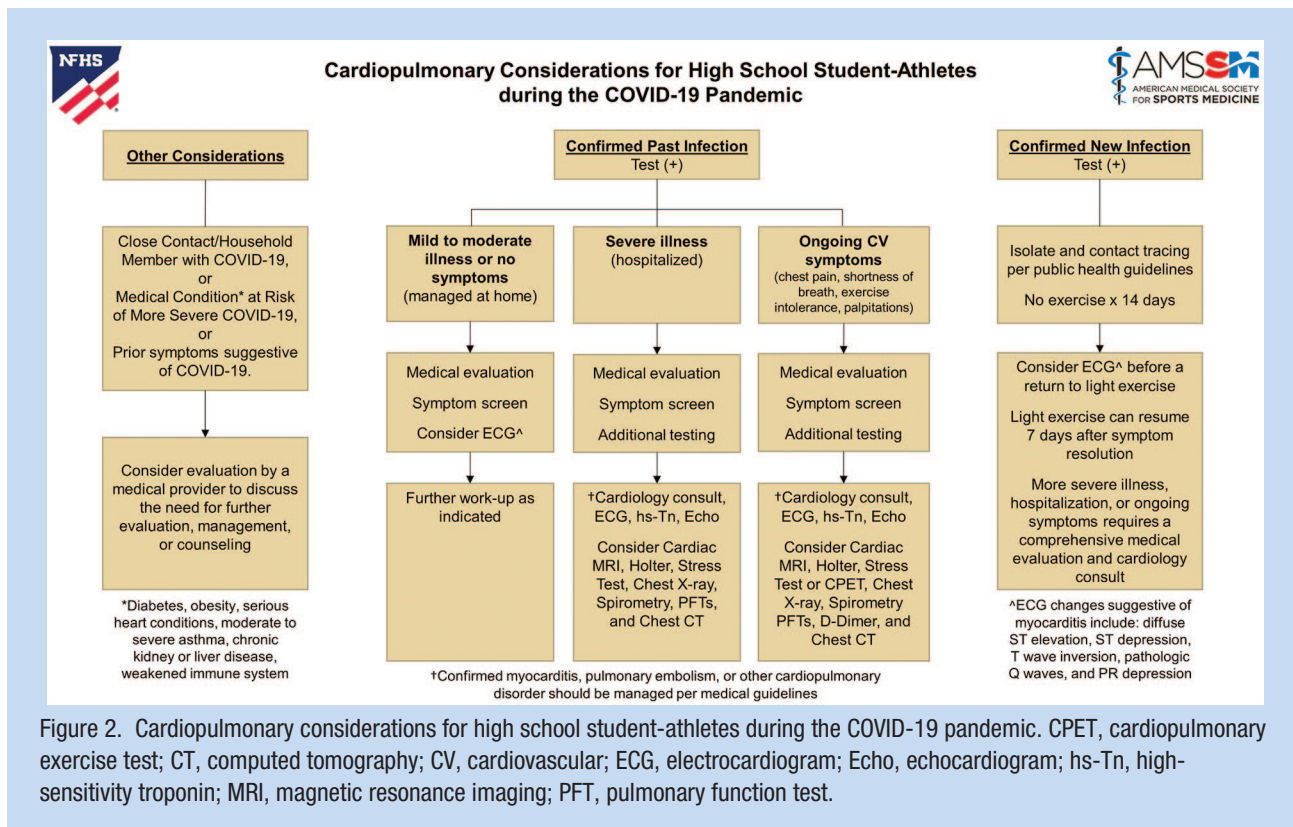 NFHS
Cardiopulmonary Considerations for High School Student-Athletes
during the COVID-19 Pandemic
AMSSM
AMERICAN MEDICAL SOCIETY
FOR SPORTS MEDICINE
Other Considerations
Close Contact/Household
Member with COVID-19,
or
Medical Condition* at Risk
of More Severe COVID-19,
or
Prior symptoms suggestive
of COVID-19.
Consider evaluation by a
medical provider to discuss
the need for further
evaluation, management,
or counseling
*Diabetes, obesity, serious
heart conditions, moderate to
severe asthma, chronic
kidney or liver disease,
weakened immune system
Confirmed Past Infection
Test (+)
Mild to moderate
illness or no
symptoms
(managed at home)
Medical evaluation
Symptom screen
Consider ECG^
Further work-up as
indicated
Severe illness
(hospitalized)
Medical evaluation
Symptom screen
Additional testing
†Cardiology consult,
ECG, hs-Tn, Echo
Consider Cardiac
MRI, Holter, Stress
Test, Chest X-ray,
Spirometry, PFTs,
and Chest CT
Ongoing CV
symptoms
(chest pain, shortness of
breath, exercise
intolerance, palpitations)
Medical evaluation
Symptom screen
Additional testing
†Cardiology consult,
ECG, hs-Tn, Echo
Consider Cardiac
MRI, Holter, Stress
Test or CPET, Chest
X-ray, Spirometry
PFTs, D-Dimer, and
Chest CT
†Confirmed myocarditis, pulmonary embolism, or other cardiopulmonary
disorder should be managed per medical guidelines
Confirmed New Infection
Test (+)
Isolate and contact tracing
per public health guidelines
No exercise x 14 days
Consider ECG^ before a
return to light exercise
Light exercise can resume
7 days after symptom
resolution
More severe illness,
hospitalization, or ongoing
symptoms requires a
comprehensive medical
evaluation and cardiology
consult
^ECG changes suggestive of
myocarditis include: diffuse
ST elevation, ST depression,
T wave inversion, pathologic
Q waves, and PR depression
Figure 2. Cardiopulmonary considerations for high school student-athletes during the COVID-19 pandemic. CPET, cardiopulmonary
exercise test; CT, computed tomography; CV, cardiovascular; ECG, electrocardiogram; Echo, echocardiogram; hs-Tn, high-
sensitivity troponin; MRI, magnetic resonance imaging; PFT, pulmonary function test.